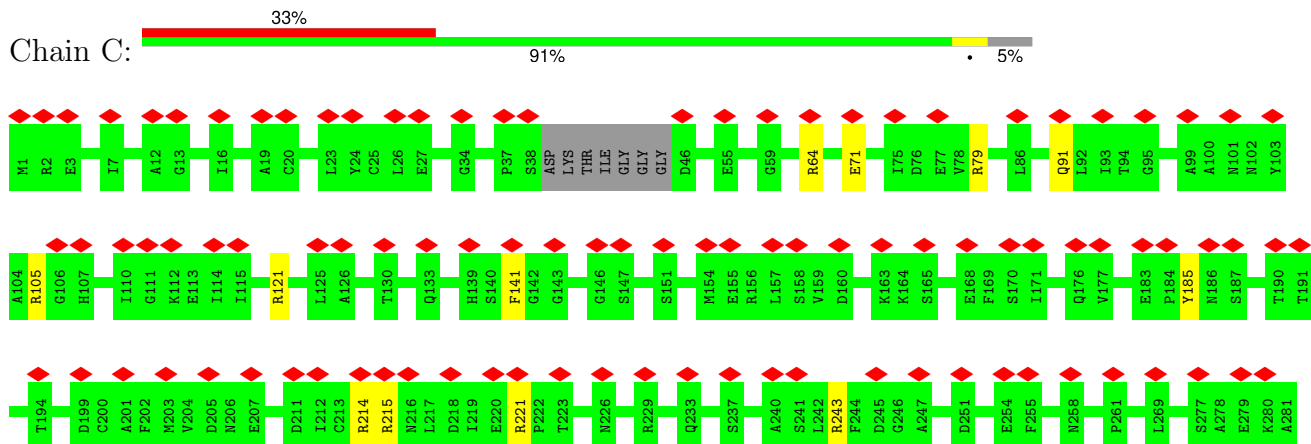 33%
Chain C:
91% • 5%
M1 R2 E3 I7 A12 G13 I16 A19 C20 L23 Y24 C25 L26 E27 G34 P37 S38 ASP LYS THR ILE GLY GLY GLY D46 E55 G59 R64 E71 I75 D76 E77 V78 R79 L86 Q91 L92 I93 T94 G95 A99 A100 N101 N102 Y103
A104 R105 G106 H107 I110 G111 K112 E113 I114 I115 R121 L125 A126 T130 Q133 H139 S140 F141 G142 G143 G146 S147 S151 M154 E155 R156 L157 S158 V159 D160 K163 K164 S165 E168 F169 S170 I171 Q176 V177 E183 P184 Y185 N186 S187 T190 T191
T194 D199 C200 A201 F202 M203 V204 D205 N206 E207 D211 I212 C213 R214 R215 N216 L217 D218 I219 E220 R221 P222 T223 N226 R229 Q233 S237 A240 S241 L242 R243 F244 D245 G246 A247 D251 E254 F255 N258 P261 L269 S277 A278 E279 K280 A281